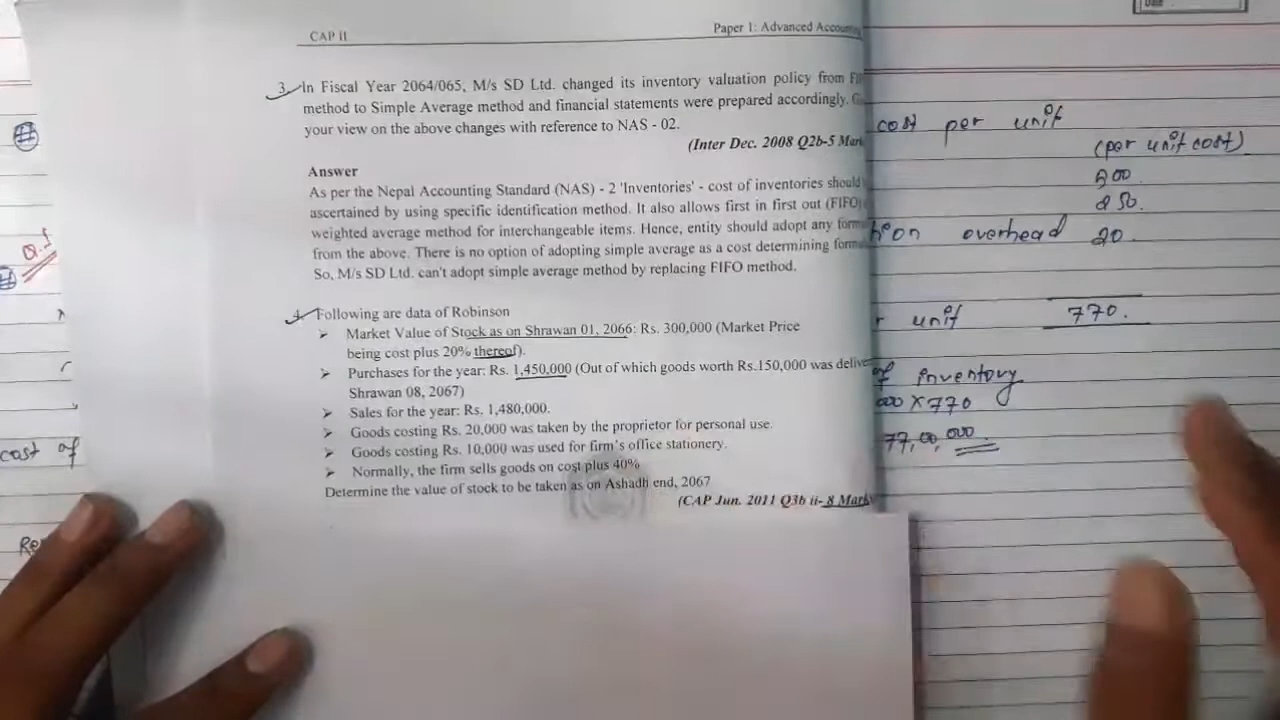 CAP II
Paper 1: Advanced Accounting
3. In Fiscal Year 2064/065, M/s SD Ltd. changed its inventory valuation policy from
method to Simple Average method and financial statements were prepared accordingly.
your view on the above changes with reference to NAS - 02.
(Inter Dec. 2008 Q2b-5 Mark
Answer
As per the Nepal Accounting Standard (NAS) - 2 'Inventories' - cost of inventories should
ascertained by using specific identification method. It also allows first in first out (FIFO)
weighted average method for interchangeable items. Hence, entity should adopt any form
from the above. There is no option of adopting simple average as a cost determining form
So, M/s SD Ltd. can't adopt simple average method by replacing FIFO method.
4. Following are data of Robinson
➤ Market Value of Stock as on Shrawan 01, 2066: Rs. 300,000 (Market Price
being cost plus 20% thereof).
➤ Purchases for the year: Rs. 1,450,000 (Out of which goods worth Rs.150,000 was delive
Shrawan 08, 2067)
➤ Sales for the year: Rs. 1,480,000.
➤ Goods costing Rs. 20,000 was taken by the proprietor for personal use.
➤ Goods costing Rs. 10,000 was used for firm's office stationery.
➤ Normally, the firm sells goods on cost plus 40%
Determine the value of stock to be taken as on Ashadh end, 2067
(CAP Jun. 2011 Q3b ii- 8 Mark
cost per unit
(per unit cost)
500
250.
overhead 20.
unit 770.
of inventory
000 X 770
77,00,000
cost of